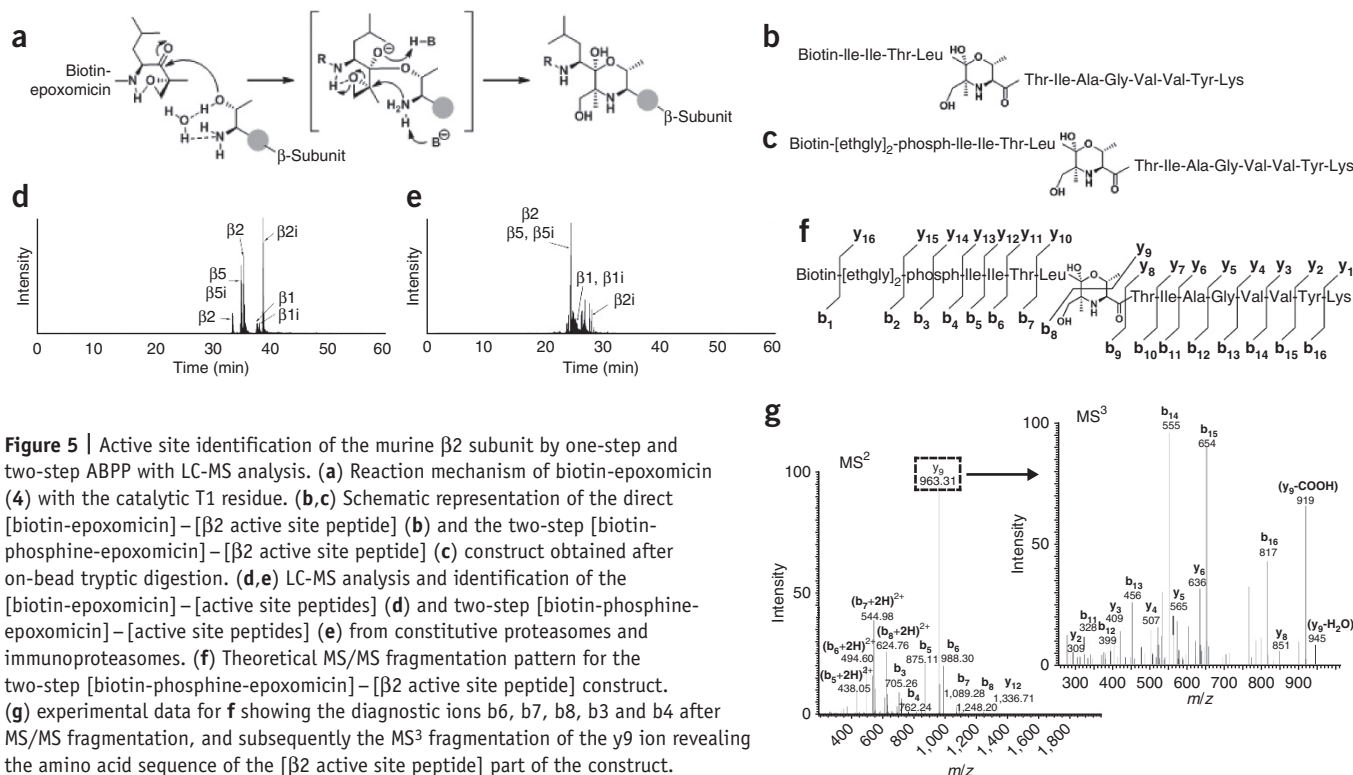 a
Biotin-
epoxomicin
N
H
O
O
O
H
O
H
H
N
H
β-Subunit
R
N
H
HO
O⊖
H–B
O
H₂N
H
B⊖
R
N
H
OH
O
HO
N
H
β-Subunit
b
Biotin-Ile-Ile-Thr-Leu
HO
O
N
H
OH
O
Thr-Ile-Ala-Gly-Val-Val-Tyr-Lys
c
Biotin-[ethgly]₂-phosph-Ile-Ile-Thr-Leu
HO
O
N
H
OH
O
Thr-Ile-Ala-Gly-Val-Val-Tyr-Lys
d
Intensity
β2
β5
β5i
β2
β2i
β1
β1i
0 10 20 30 40 50 60
Time (min)
e
Intensity
β2
β5, β5i
β1, β1i
β2i
0 10 20 30 40 50 60
Time (min)
f
y₁₆ y₁₅ y₁₄ y₁₃ y₁₂ y₁₁ y₁₀ y₉ y₈ y₇ y₆ y₅ y₄ y₃ y₂ y₁
Biotin-[ethgly]₂-phosph-Ile-Ile-Thr-Leu
HO
O
N
H
OH
O
Thr-Ile-Ala-Gly-Val-Val-Tyr-Lys
b₁ b₂ b₃ b₄ b₅ b₆ b₇ b₈ b₉ b₁₀ b₁₁ b₁₂ b₁₃ b₁₄ b₁₅ b₁₆
Figure 5 | Active site identification of the murine β2 subunit by one-step and
two-step ABPP with LC-MS analysis. (a) Reaction mechanism of biotin-epoxomicin
(4) with the catalytic T1 residue. (b,c) Schematic representation of the direct
[biotin-epoxomicin]–[β2 active site peptide] (b) and the two-step [biotin-
phosphine-epoxomicin]–[β2 active site peptide] (c) construct obtained after
on-bead tryptic digestion. (d,e) LC-MS analysis and identification of the
[biotin-epoxomicin]–[active site peptides] (d) and two-step [biotin-phosphine-
epoxomicin]–[active site peptides] (e) from constitutive proteasomes and
immunoproteasomes. (f) Theoretical MS/MS fragmentation pattern for the
two-step [biotin-phosphine-epoxomicin]–[β2 active site peptide] construct.
(g) experimental data for f showing the diagnostic ions b6, b7, b8, b3 and b4 after
MS/MS fragmentation, and subsequently the MS³ fragmentation of the y9 ion revealing
the amino acid sequence of the [β2 active site peptide] part of the construct.
g
MS²
Intensity
100
50
0
y₉
963.31
(b₇+2H)²⁺
544.98
(b₆+2H)²⁺
494.60
(b₈+2H)²⁺
624.76
(b₅+2H)²⁺
438.05
b₃
705.26
b₄
762.24
b₅
875.11
b₆
988.30
b₇
1,089.28
b₈
1,248.20
y₁₂
1,336.71
400 600 800 1,000 1,200 1,400 1,600 1,800
m/z
MS³
Intensity
100
50
0
y₂
309
b₁₁
328
b₁₂
399
y₃
409
b₁₃
456
y₄
507
b₁₄
555
y₅
565
y₆
636
b₁₅
654
b₁₆
817
y₈
851
(y₉-COOH)
919
(y₉-H₂O)
945
300 400 500 600 700 800 900
m/z